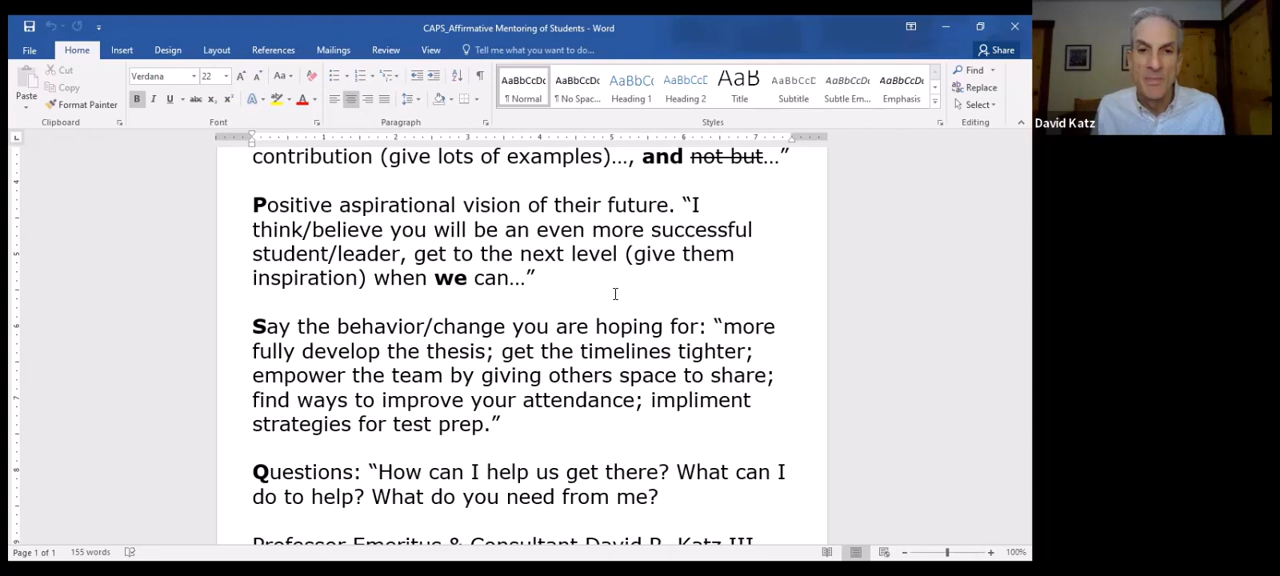 CAPS_Affirmative Mentoring of Students - Word
File Home Insert Design Layout References Mailings Review View Tell me what you want to do... Share
Paste
Cut
Copy
Format Painter
Clipboard
Verdana 22
Font
Paragraph
AaBbCcDc AaBbCcDc AaBbCc AaBbCcD AaB AaBbCcD AaBbCcDc AaBbCcDc
¶ Normal ¶ No Spac... Heading 1 Heading 2 Title Subtitle Subtle Em... Emphasis
Styles
Find
Replace
Select
Editing
David Katz
contribution (give lots of examples)…, and not but…”
Positive aspirational vision of their future. “I
think/believe you will be an even more successful
student/leader, get to the next level (give them
inspiration) when we can…”
Say the behavior/change you are hoping for: “more
fully develop the thesis; get the timelines tighter;
empower the team by giving others space to share;
find ways to improve your attendance; impliment
strategies for test prep.”
Questions: “How can I help us get there? What can I
do to help? What do you need from me?
Professor Emeritus & Consultant David B. Katz III
Page 1 of 1 155 words 100%